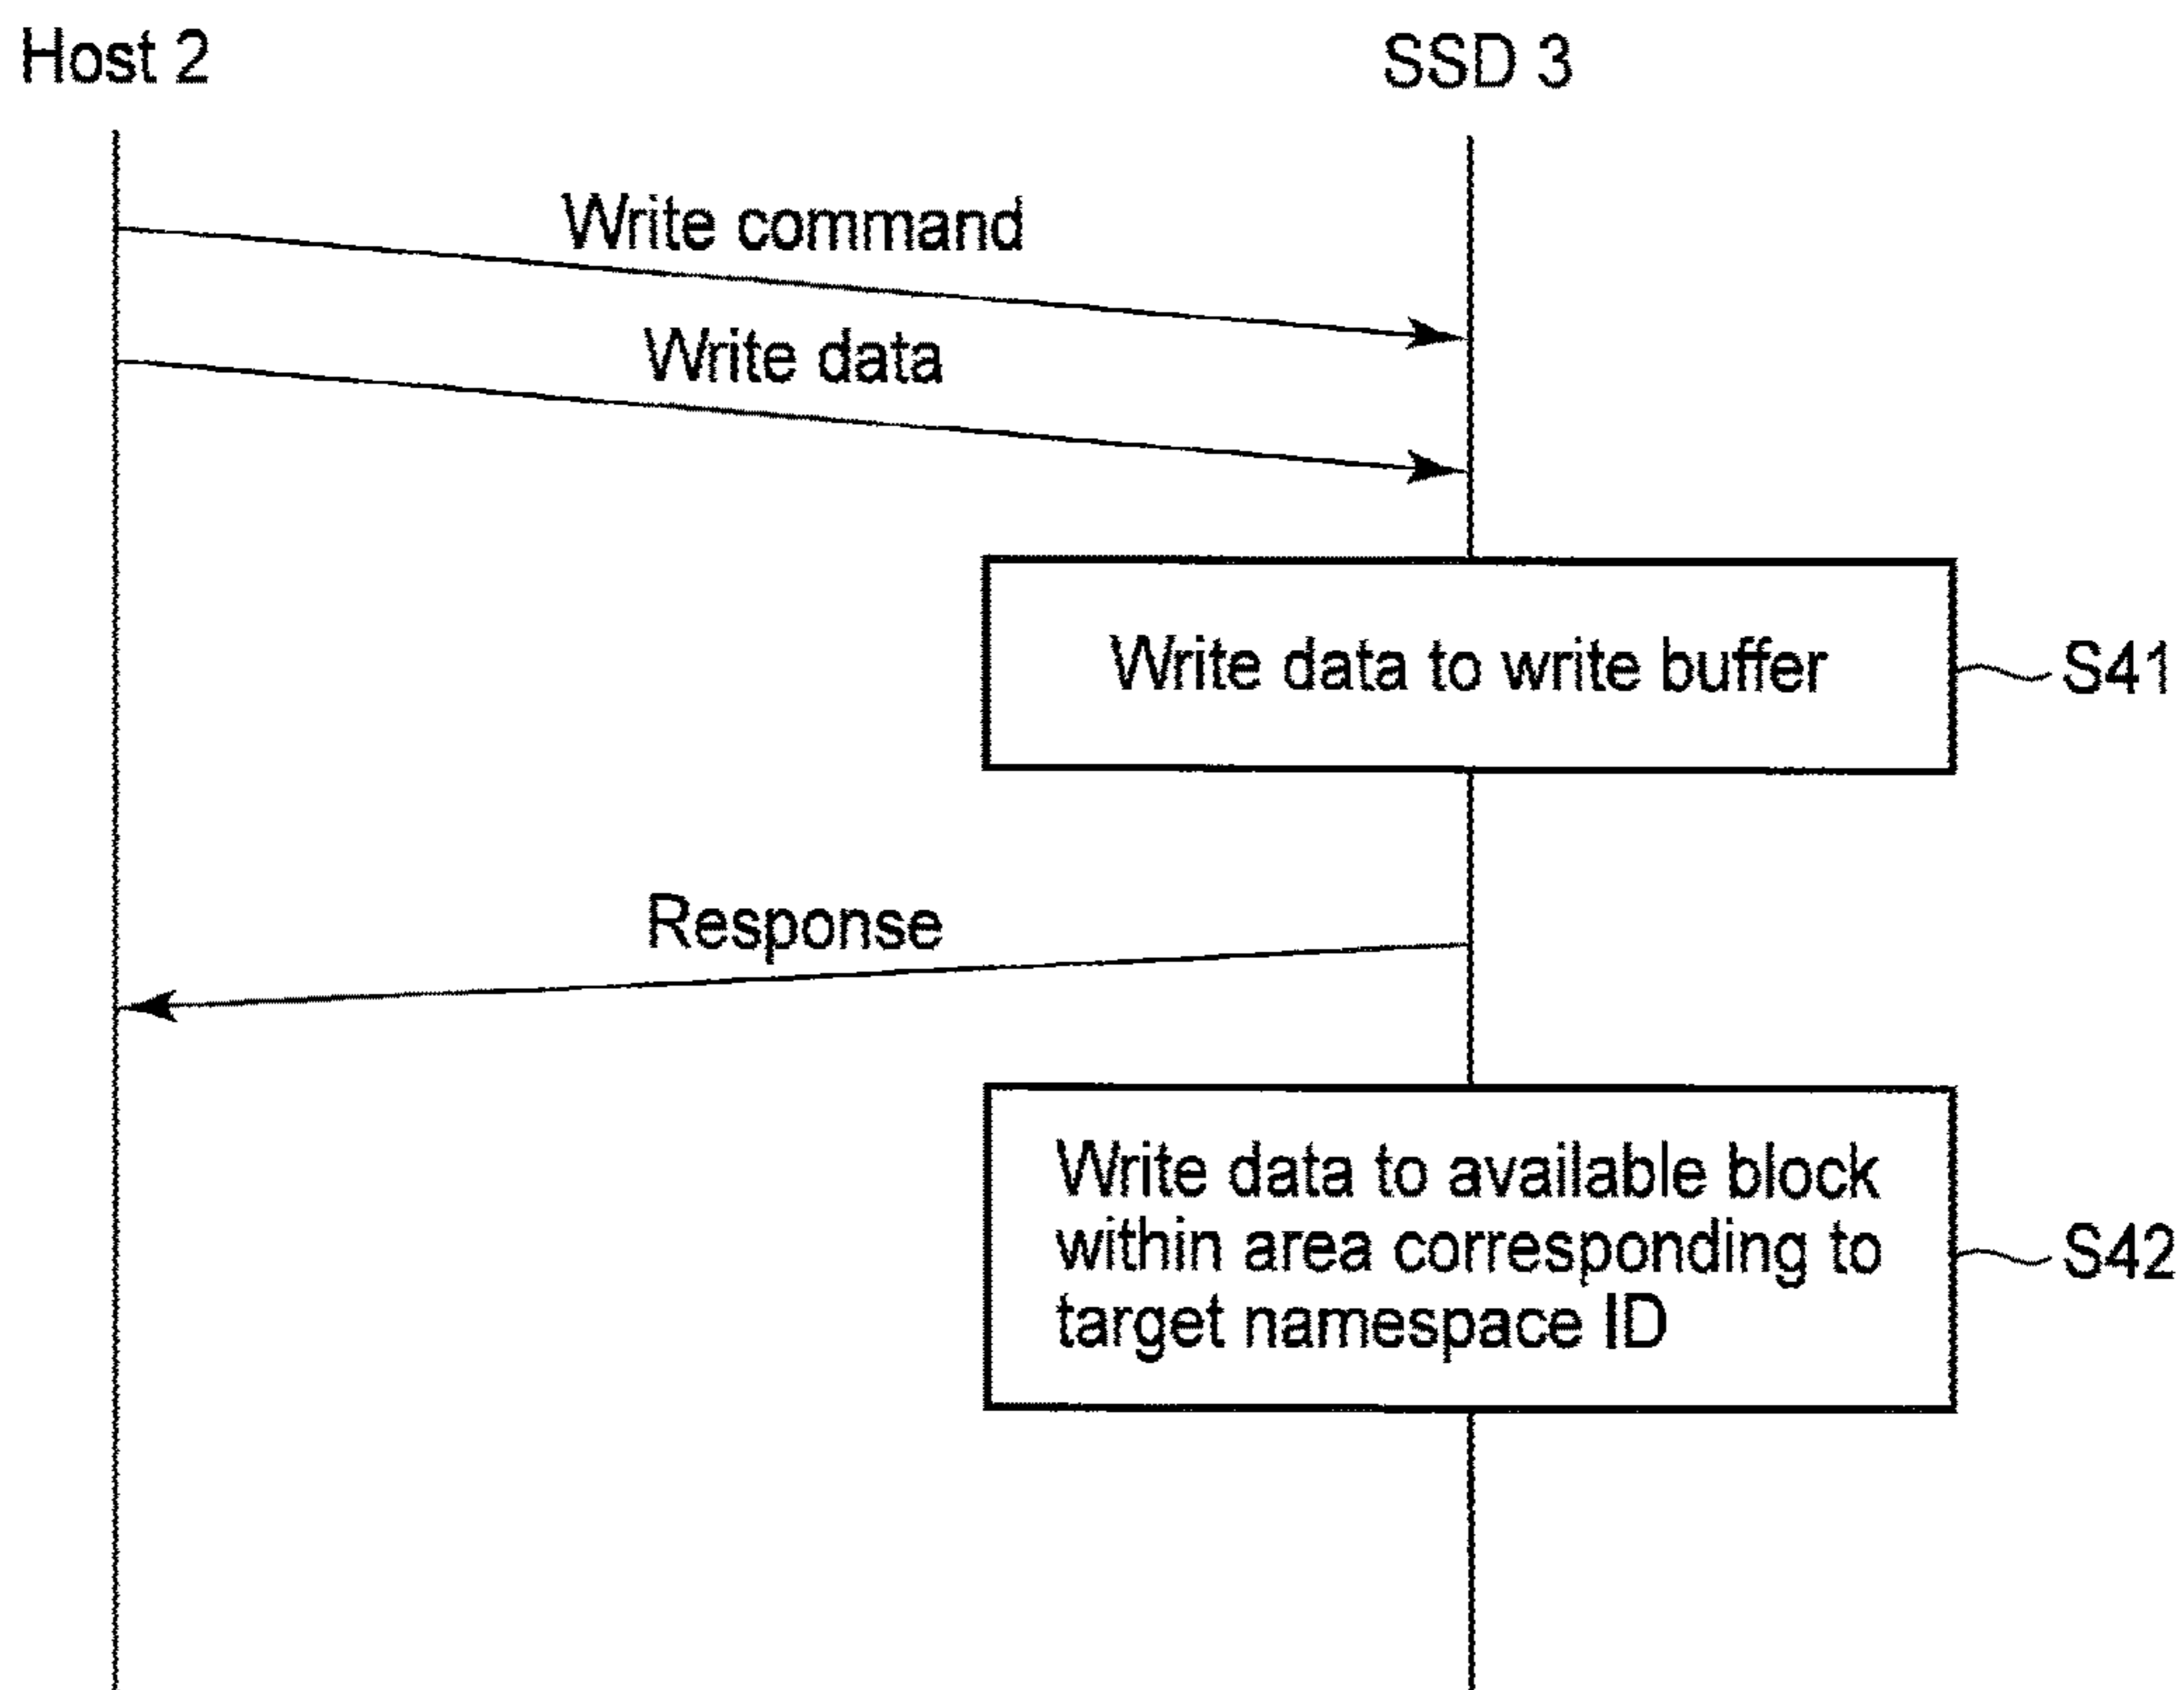 Host 2
SSD 3
Write command
Write data
Write data to write buffer
S41
Response
Write data to available block
within area corresponding to
target namespace ID
S42